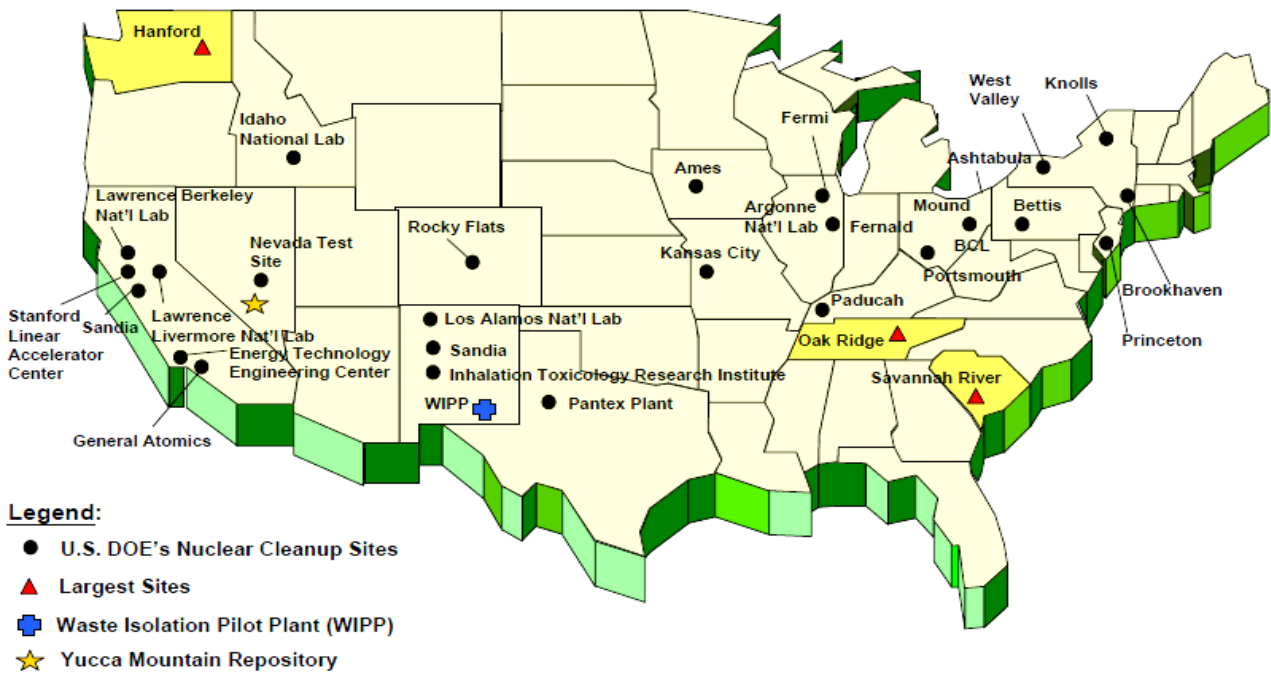 Hanford
Idaho
National Lab
Lawrence Berkeley
Nat'l Lab
Nevada Test
Site
Stanford
Linear
Accelerator
Center
Sandia
Lawrence
Livermore Nat'l Lab
Energy Technology
Engineering Center
General Atomics
Rocky Flats
Los Alamos Nat'l Lab
Sandia
Inhalation Toxicology Research Institute
WIPP
Pantex Plant
Ames
Kansas City
Fermi
Argonne
Nat'l Lab
Paducah
Fernald
Mound
BCL
Portsmouth
Ashtabula
West
Valley
Knolls
Bettis
Brookhaven
Princeton
Oak Ridge
Savannah River
Legend:
U.S. DOE's Nuclear Cleanup Sites
Largest Sites
Waste Isolation Pilot Plant (WIPP)
Yucca Mountain Repository